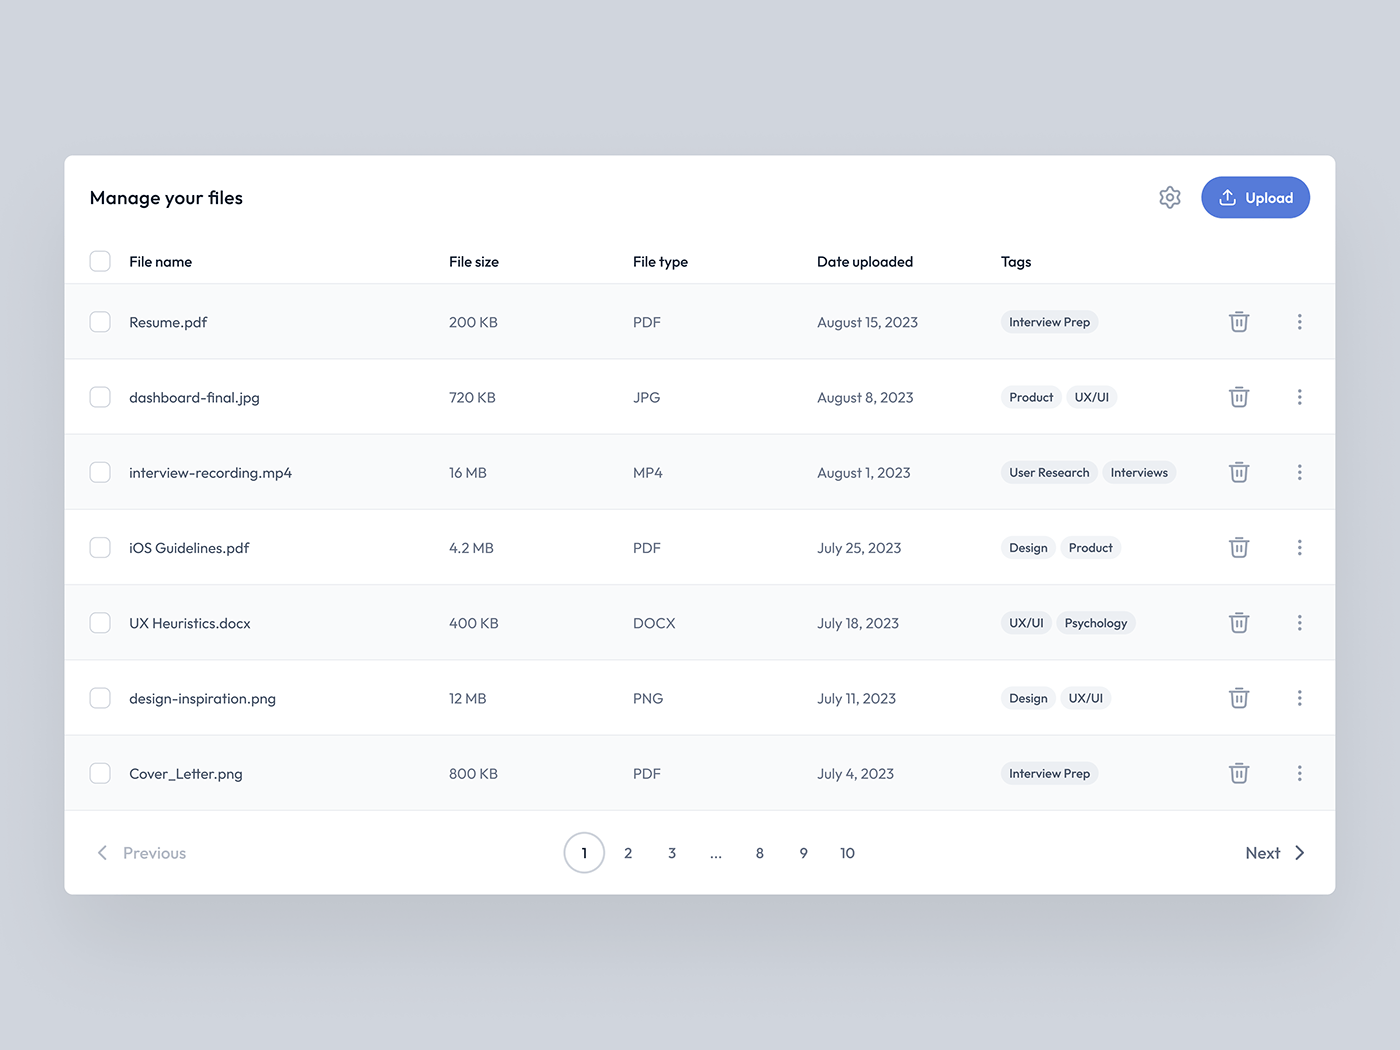 Manage your files
Upload
File name File size File type Date uploaded Tags
Resume.pdf 200 KB PDF August 15, 2023 Interview Prep
dashboard-final.jpg 720 KB JPG August 8, 2023 Product UX/UI
interview-recording.mp4 16 MB MP4 August 1, 2023 User Research Interviews
iOS Guidelines.pdf 4.2 MB PDF July 25, 2023 Design Product
UX Heuristics.docx 400 KB DOCX July 18, 2023 UX/UI Psychology
design-inspiration.png 12 MB PNG July 11, 2023 Design UX/UI
Cover_Letter.png 800 KB PDF July 4, 2023 Interview Prep
Previous 1 2 3 ... 8 9 10 Next